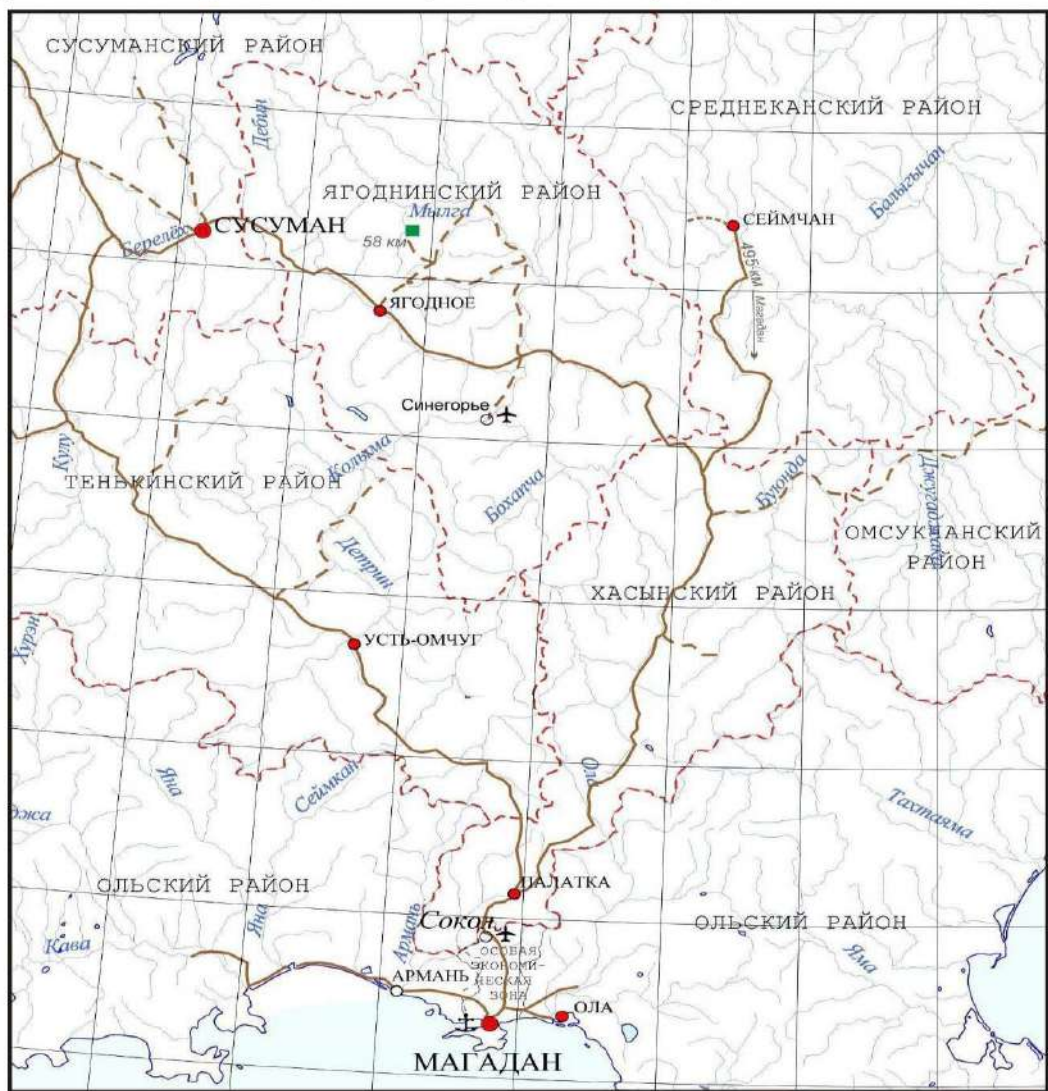 СУСУМАНСКИЙ РАЙОН
СРЕДНЕКАНСКИЙ РАЙОН
Дебин
Балыгычан
ЯГОДНИНСКИЙ РАЙОН
Мылга
СЕЙМЧАН
СУСУМАН
Берелёх
58 км
495 км
Магадан
ЯГОДНОЕ
Синегорье
Кулу
Колыма
ТЕНЬКИНСКИЙ РАЙОН
Бохапча
Буюнда
ОМСУКЧАНСКИЙ
РАЙОН
Детрин
ХАСЫНСКИЙ РАЙОН
Хурэн
УСТЬ-ОМЧУГ
Яна
Сеймкан
Ола
Тахтаяма
ПАЛАТКА
ОЛЬСКИЙ РАЙОН
Яна
Армань
Сокол
ОЛЬСКИЙ РАЙОН
Кава
ОСОБАЯ
ЭКОНОМИ-
ЧЕСКАЯ
ЗОНА
Яма
АРМАНЬ
ОЛА
МАГАДАН